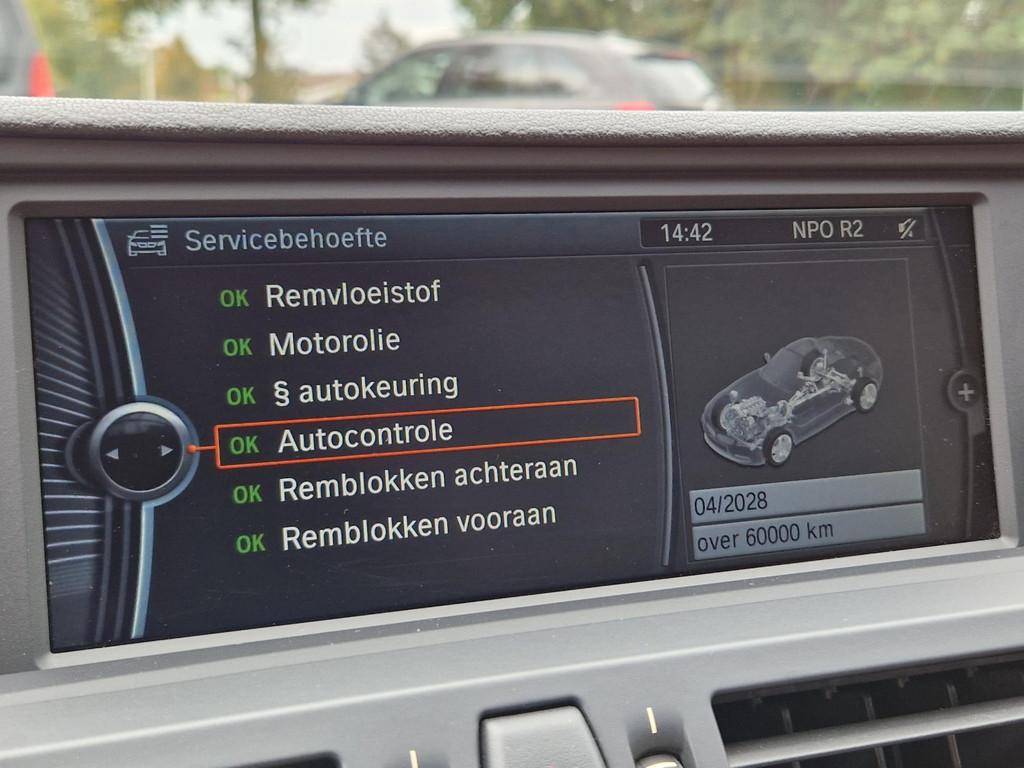 Servicebehoefte
14:42 NPO R2
OK Remvloeistof
OK Motorolie
OK § autokeuring
OK Autocontrole
OK Remblokken achteraan
OK Remblokken vooraan
04/2028
over 60000 km